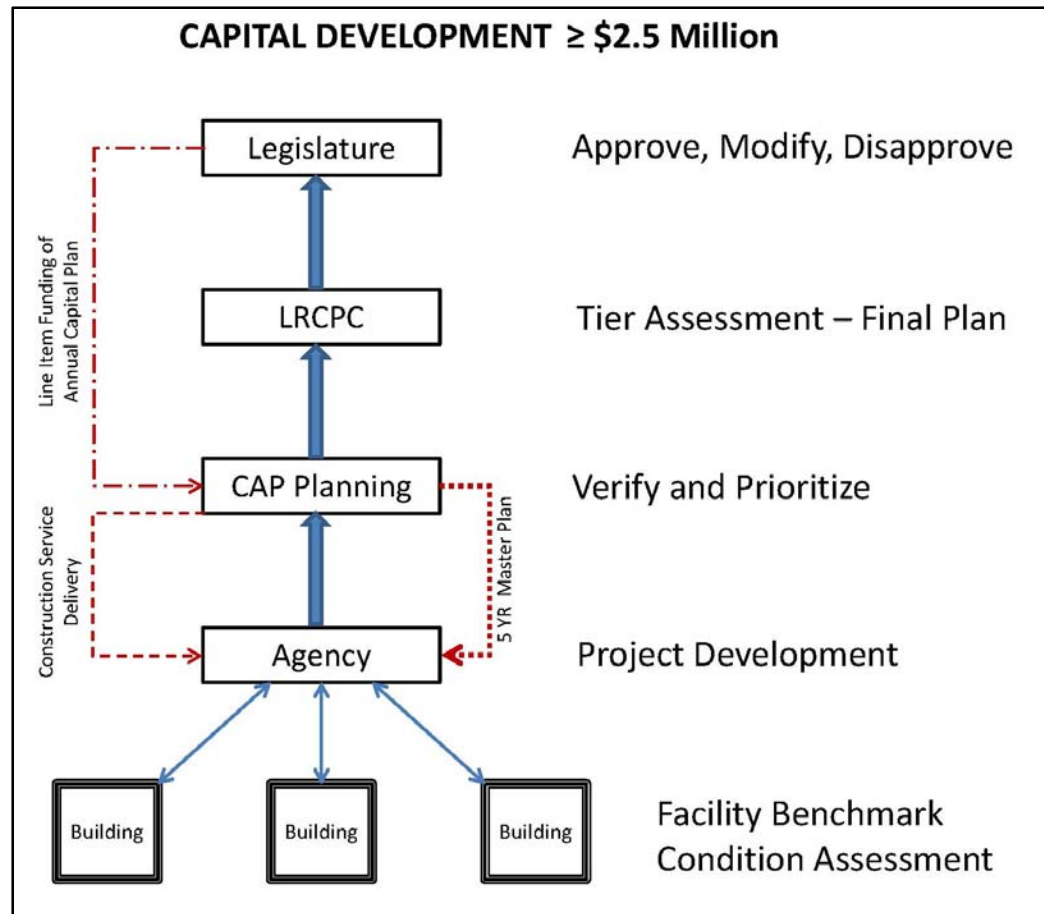 CAPITAL DEVELOPMENT ≥ $2.5 Million
Legislature
Approve, Modify, Disapprove
Line Item Funding of
Annual Capital Plan
LRCPC
Tier Assessment – Final Plan
CAP Planning
Verify and Prioritize
Construction Service
Delivery
5 YR Master Plan
Agency
Project Development
Building
Building
Building
Facility Benchmark
Condition Assessment